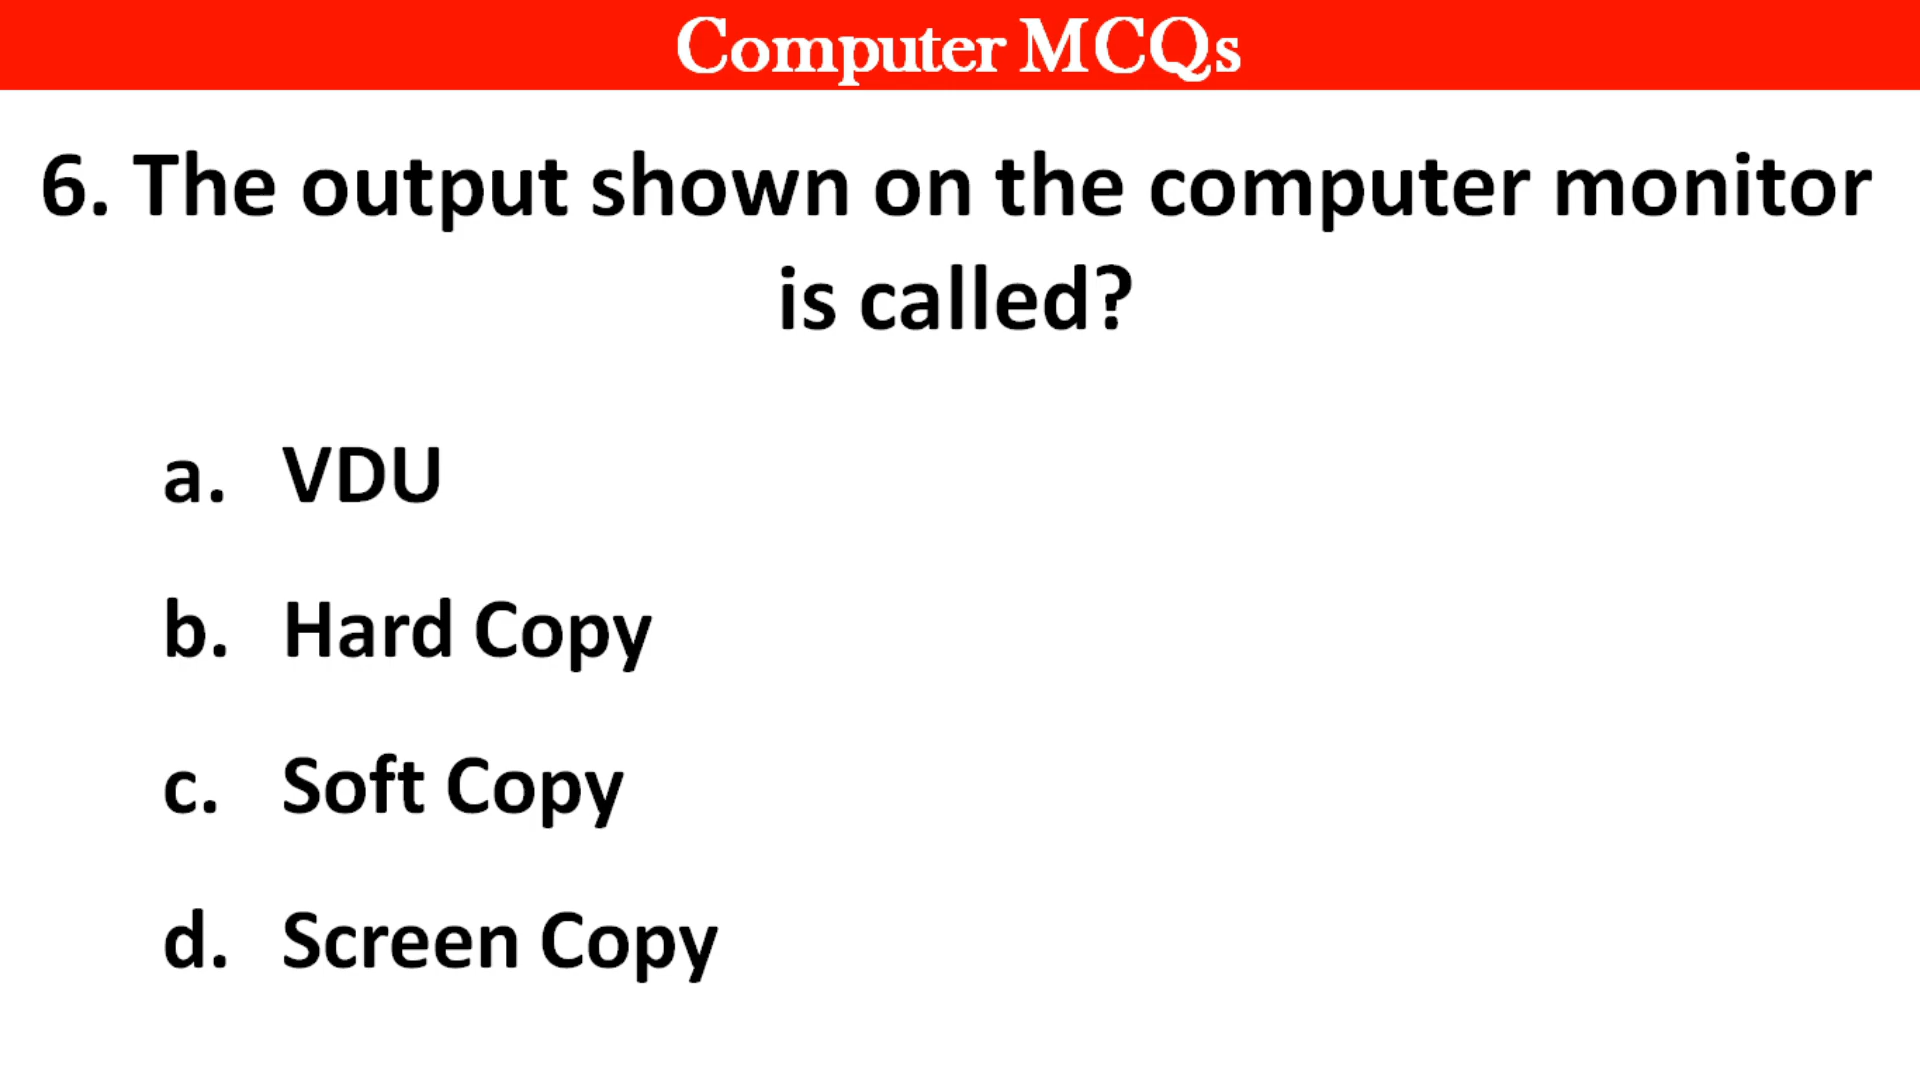 Computer MCQs
6. The output shown on the computer monitor
is called?
a. VDU
b. Hard Copy
c. Soft Copy
d. Screen Copy